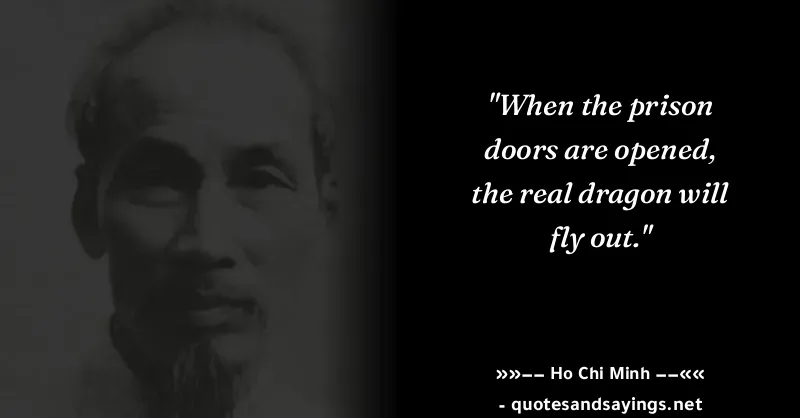 "When the prison
doors are opened,
the real dragon will
fly out."
»»–– Ho Chi Minh ––««
- quotesandsayings.net